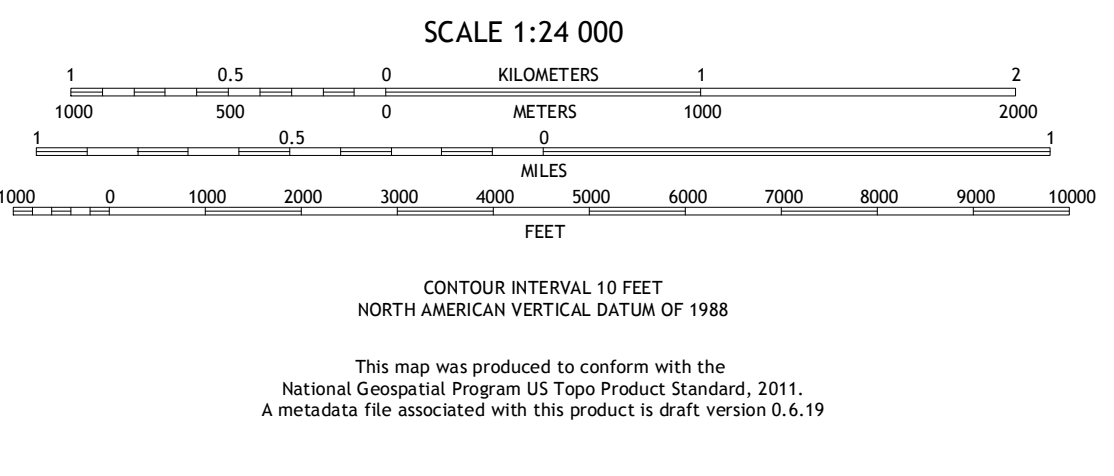 SCALE 1:24 000
1 0.5 0 KILOMETERS 1 2
1000 500 0 METERS 1000 2000
1 0.5 0 1
MILES
1000 0 1000 2000 3000 4000 5000 6000 7000 8000 9000 10000
FEET
CONTOUR INTERVAL 10 FEET
NORTH AMERICAN VERTICAL DATUM OF 1988
This map was produced to conform with the
National Geospatial Program US Topo Product Standard, 2011.
A metadata file associated with this product is draft version 0.6.19